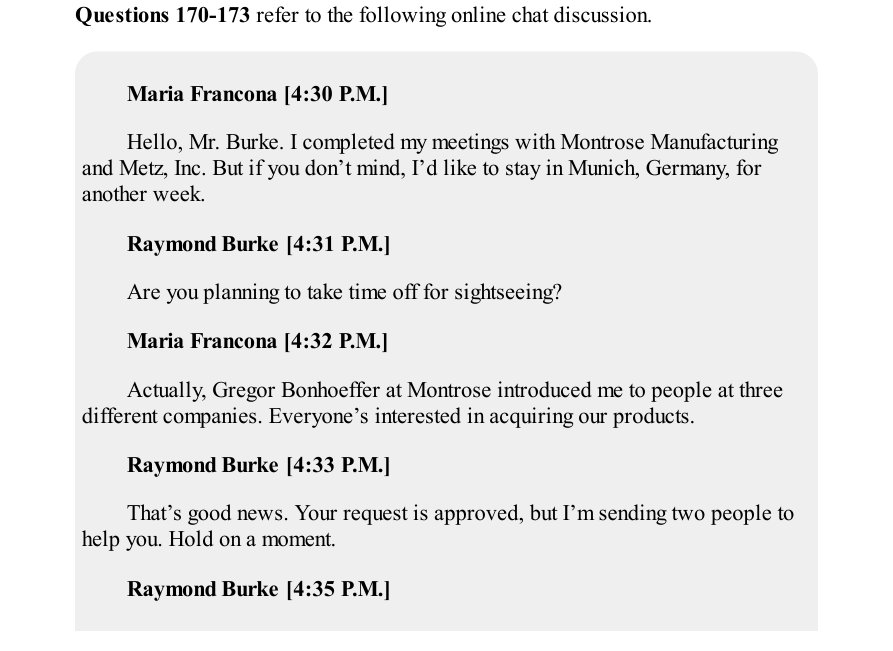 Questions 170-173 refer to the following online chat discussion.
Maria Francona [4:30 P.M.]
Hello, Mr. Burke. I completed my meetings with Montrose Manufacturing
and Metz, Inc. But if you don’t mind, I’d like to stay in Munich, Germany, for
another week.
Raymond Burke [4:31 P.M.]
Are you planning to take time off for sightseeing?
Maria Francona [4:32 P.M.]
Actually, Gregor Bonhoeffer at Montrose introduced me to people at three
different companies. Everyone’s interested in acquiring our products.
Raymond Burke [4:33 P.M.]
That’s good news. Your request is approved, but I’m sending two people to
help you. Hold on a moment.
Raymond Burke [4:35 P.M.]